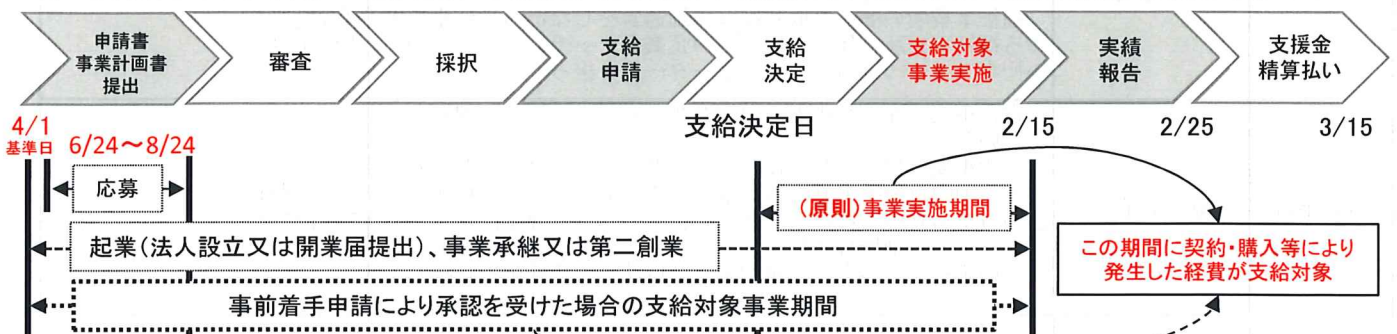 申請書
事業計画書
提出
審査
採択
支給
申請
支給
決定
支給対象
事業実施
実績
報告
支援金
精算払い
4/1
基準日
6/24～8/24
支給決定日
2/15
2/25
3/15
応募
(原則)事業実施期間
起業(法人設立又は開業届提出)、事業承継又は第二創業
この期間に契約・購入等により
発生した経費が支給対象
事前着手申請により承認を受けた場合の支給対象事業期間